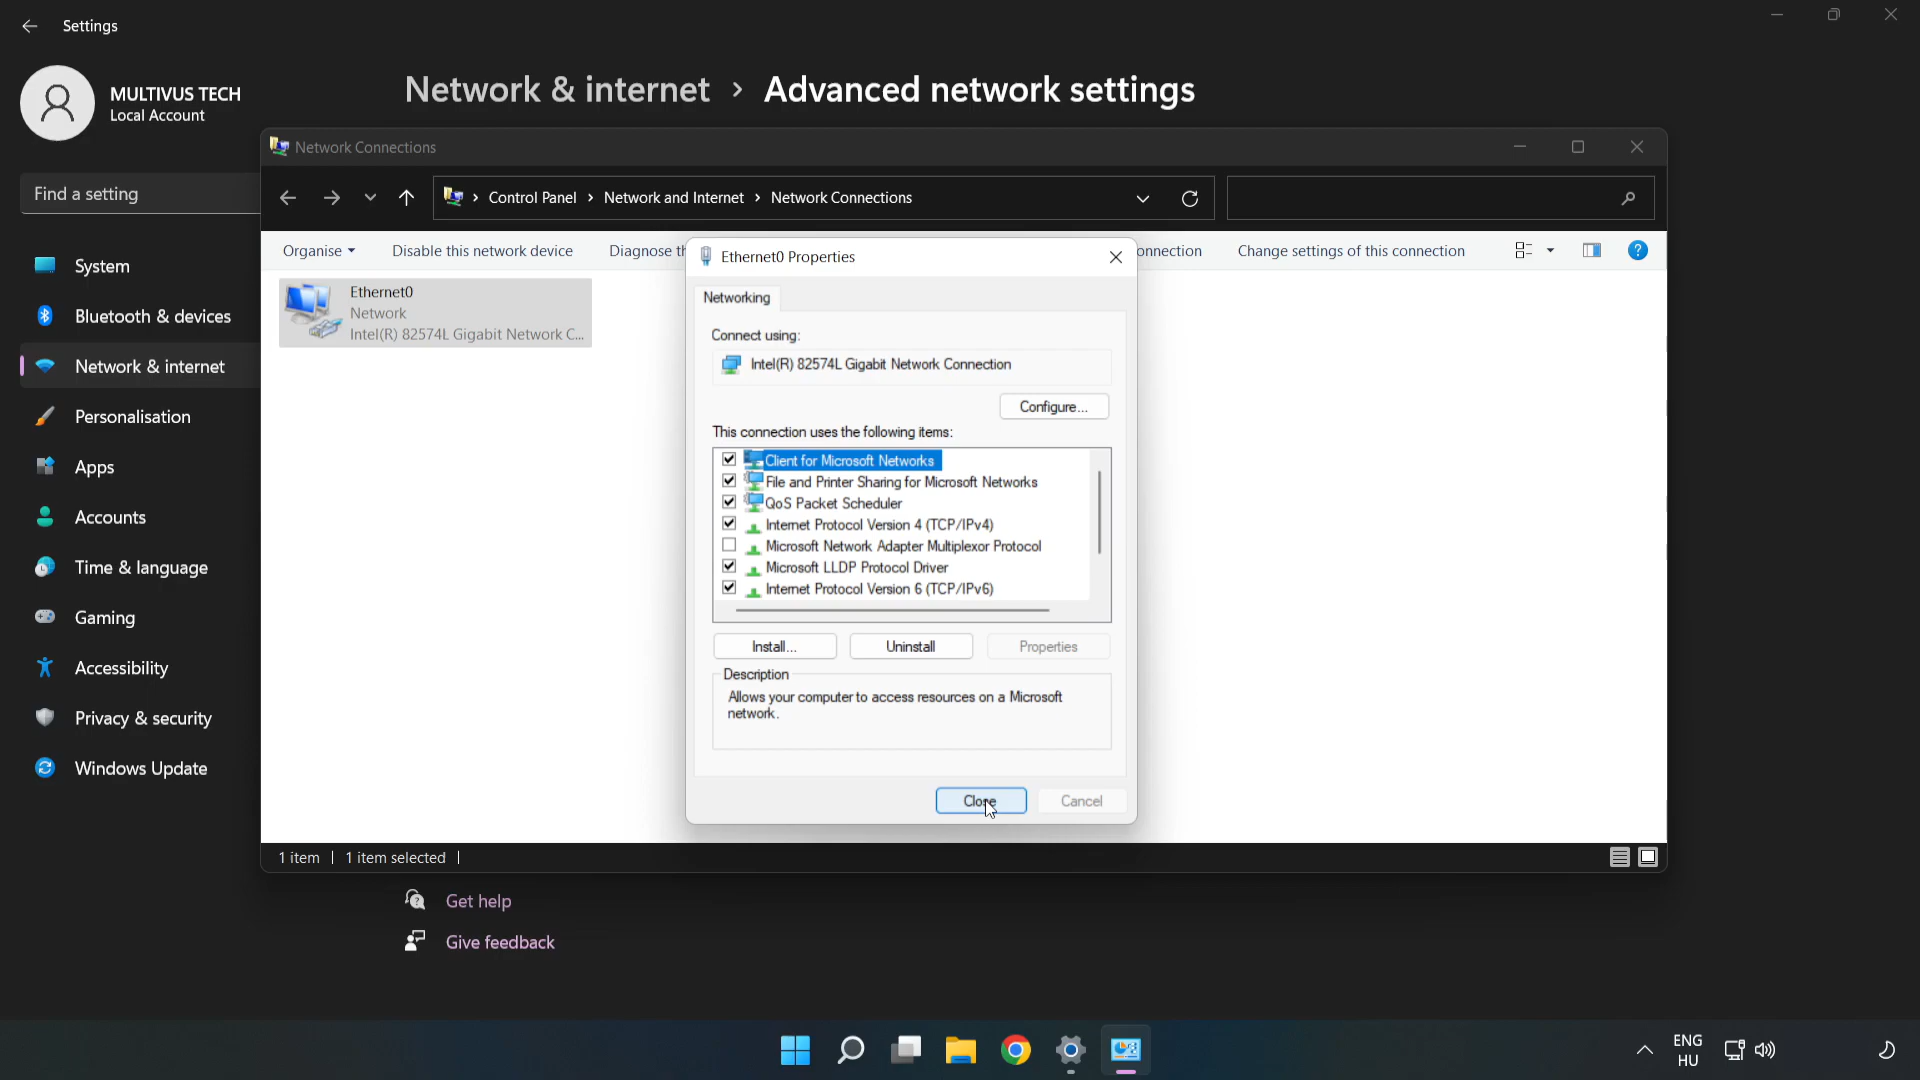 Settings
MULTIVUS TECH
Local Account
Find a setting
System
Bluetooth & devices
Network & internet
Personalisation
Apps
Accounts
Time & language
Gaming
Accessibility
Privacy & security
Windows Update
Network & internet › Advanced network settings
Network Connections
Control Panel › Network and Internet › Network Connections
Organise Disable this network device Diagnose th onnection Change settings of this connection
Ethernet0
Network
Intel(R) 82574L Gigabit Network C...
Ethernet0 Properties
Networking
Connect using:
Intel(R) 82574L Gigabit Network Connection
Configure...
This connection uses the following items:
Client for Microsoft Networks
File and Printer Sharing for Microsoft Networks
QoS Packet Scheduler
Internet Protocol Version 4 (TCP/IPv4)
Microsoft Network Adapter Multiplexor Protocol
Microsoft LLDP Protocol Driver
Internet Protocol Version 6 (TCP/IPv6)
Install... Uninstall Properties
Description
Allows your computer to access resources on a Microsoft
network.
Close Cancel
1 item 1 item selected
Get help
Give feedback
ENG
HU